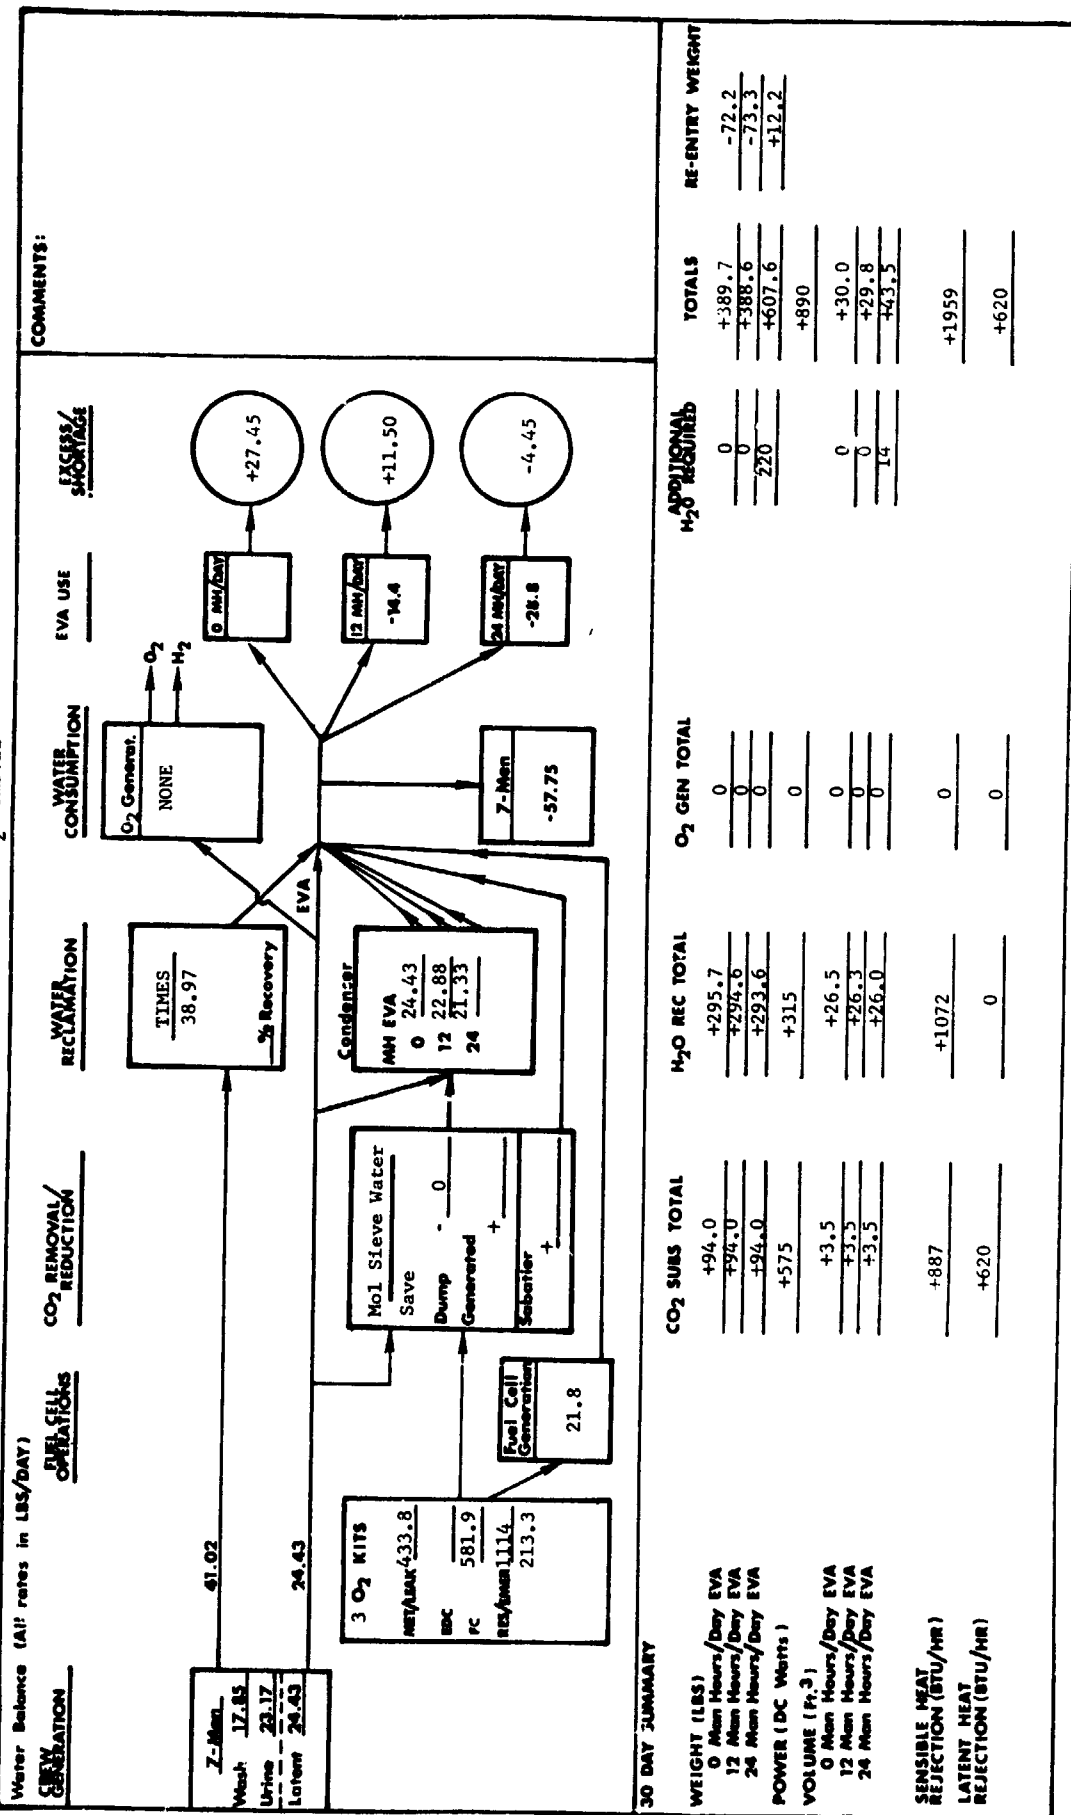 Water Balance (All rates in LBS/DAY)
CREW GENERATION
FUEL CELL OPERATIONS
CO2 REMOVAL/ REDUCTION
WATER RECLAMATION
WATER CONSUMPTION
EVA USE
EXCESS/ SHORTAGE
COMMENTS:
7-Men
Wash 17.85
Urine 23.17
Latent 24.43
41.02
24.43
3 O2 KITS
MET/LEAK 433.8
EDC
FC 581.9
RES/EMER 1114
213.3
Fuel Cell Generation
21.8
Mol Sieve Water
Save
Dump - 0
Generated +
Sabatier +
TIMES
38.97
% Recovery
EVA
Condenser
MH EVA
0 24.43
12 22.88
24 21.33
O2 Generat.
NONE
O2
H2
7-Men
-57.75
0 MH/DAY
12 MH/DAY
-14.4
24 MH/DAY
-28.8
+27.45
+11.50
-4.45
30 DAY SUMMARY
CO2 SUBS TOTAL
H2O REC TOTAL
O2 GEN TOTAL
ADDITIONAL H2O REQUIRED
TOTALS
RE-ENTRY WEIGHT
WEIGHT (LBS)
0 Man Hours/Day EVA +94.0 +295.7 0 0 +389.7 -72.2
12 Man Hours/Day EVA +94.0 +294.6 0 0 +388.6 -73.3
24 Man Hours/Day EVA +94.0 +293.6 0 220 +607.6 +12.2
POWER (DC Watts) +575 +315 0 +890
VOLUME (Ft.3)
0 Man Hours/Day EVA +3.5 +26.5 0 0 +30.0
12 Man Hours/Day EVA +3.5 +26.3 0 0 +29.8
24 Man Hours/Day EVA +3.5 +26.0 0 14 +43.5
SENSIBLE HEAT
REJECTION (BTU/HR) +887 +1072 0 +1959
LATENT HEAT
REJECTION (BTU/HR) +620 0 0 +620